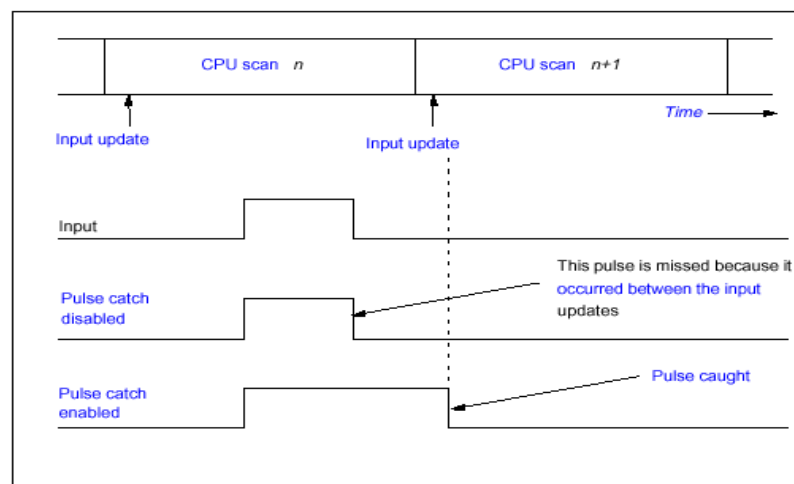 CPU scan n
CPU scan n+1
Time
Input update
Input update
Input
This pulse is missed because it
occurred between the input
updates
Pulse catch
disabled
Pulse caught
Pulse catch
enabled